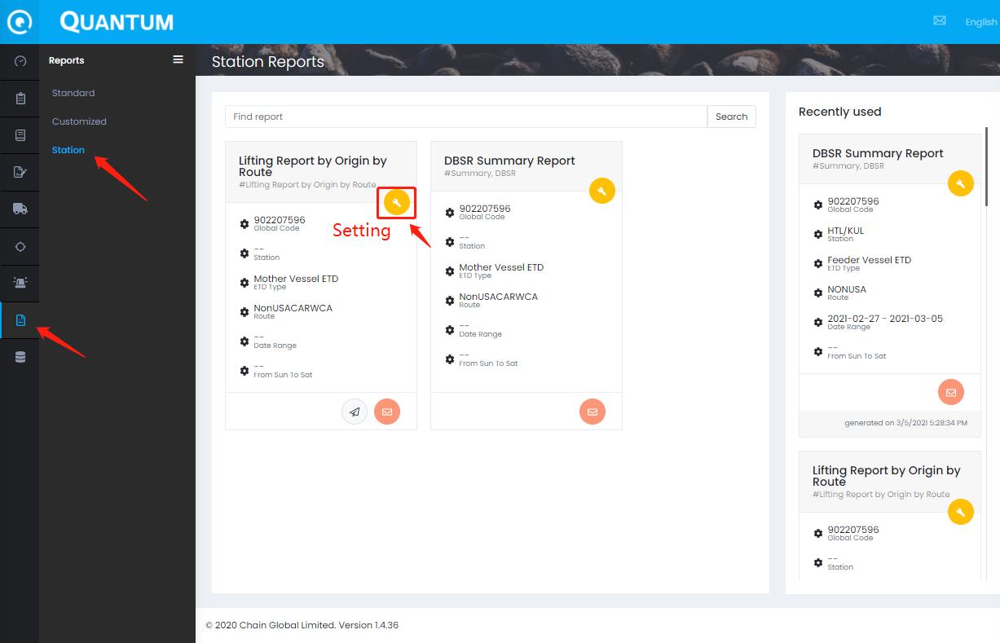 QUANTUM
English
Reports
Standard
Customized
Station
Station Reports
Find report
Search
Lifting Report by Origin by
Route
#Lifting Report by Origin by Route
902207596
Global Code
--
Station
Mother Vessel ETD
ETD Type
NonUSACARWCA
Route
--
Date Range
--
From Sun To Sat
Setting
DBSR Summary Report
#Summary, DBSR
902207596
Global Code
--
Station
Mother Vessel ETD
ETD Type
NonUSACARWCA
Route
--
Date Range
--
From Sun To Sat
Recently used
DBSR Summary Report
#Summary, DBSR
902207596
Global Code
HTL/KUL
Station
Feeder Vessel ETD
ETD Type
NONUSA
Route
2021-02-27 - 2021-03-05
Date Range
--
From Sun To Sat
generated on 3/5/2021 5:28:34 PM
Lifting Report by Origin by
Route
#Lifting Report by Origin by Route
902207596
Global Code
--
Station
© 2020 Chain Global Limited. Version 1.4.36